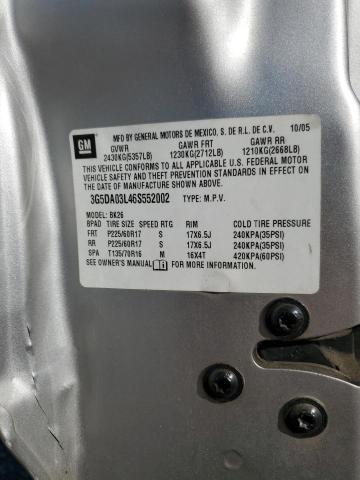 GM
MFD BY GENERAL MOTORS DE MEXICO, S. DE R.L. DE C.V. 10/05
GVWR GAWR FRT GAWR RR
2430KG(5357LB) 1230KG(2712LB) 1210KG(2668LB)
THIS VEHICLE CONFORMS TO ALL APPLICABLE U.S. FEDERAL MOTOR
VEHICLE SAFETY AND THEFT PREVENTION STANDARDS IN EFFECT ON
THE DATE OF MANUFACTURE SHOWN ABOVE.
3G5DA03L46S552002 TYPE: M.P.V.
MODEL: BK26
BPAD TIRE SIZE SPEED RTG RIM COLD TIRE PRESSURE
FRT P225/60R17 S 17X6.5J 240KPA(35PSI)
RR P225/60R17 S 17X6.5J 240KPA(35PSI)
SPA T135/70R16 M 16X4T 420KPA(60PSI)
SEE OWNER'S MANUAL i FOR ADDITIONAL INFORMATION.